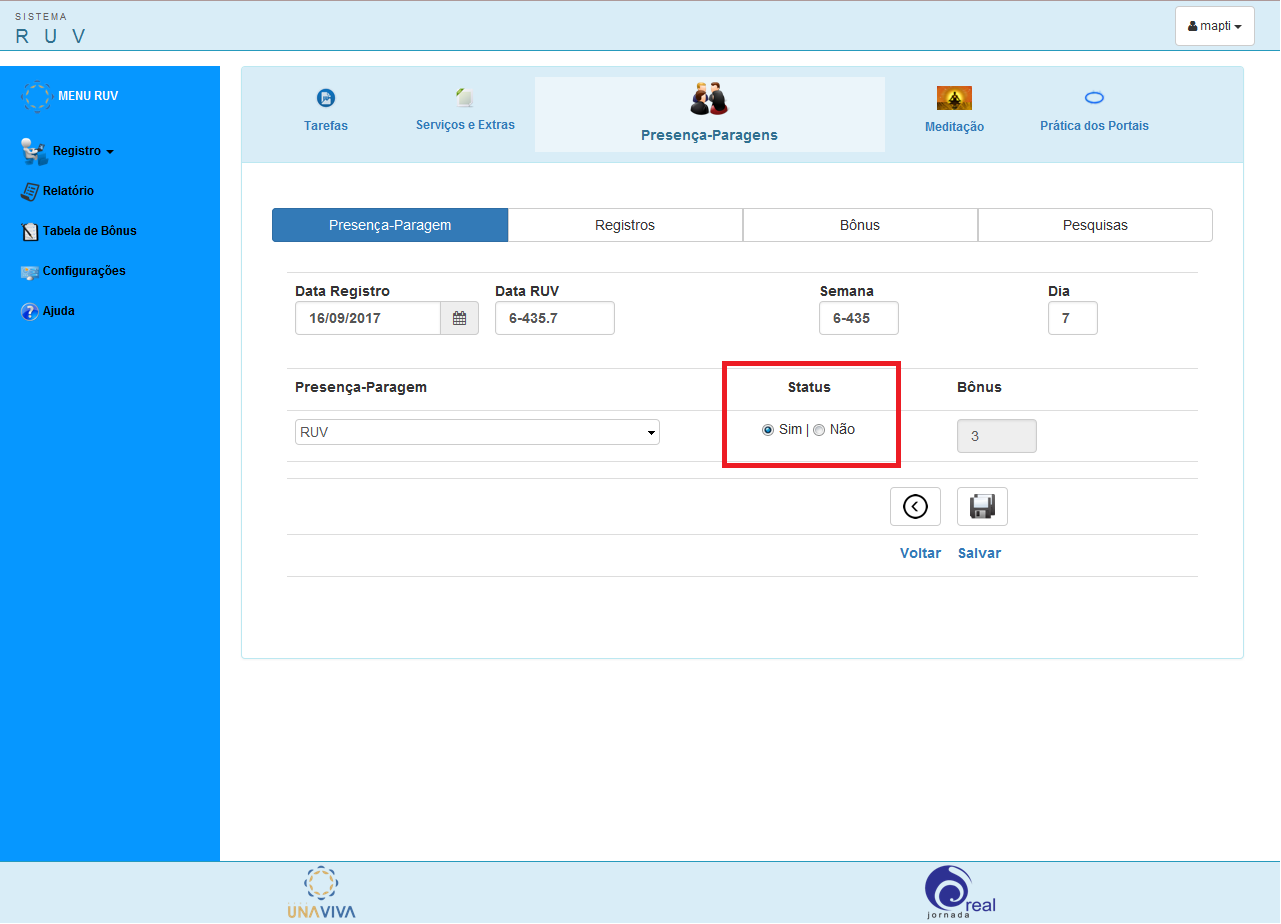 SISTEMA
R U V
mapti
MENU RUV
Registro
Relatório
Tabela de Bônus
Configurações
Ajuda
Tarefas
Serviços e Extras
Presença-Paragens
Meditação
Prática dos Portais
Presença-Paragem
Registros
Bônus
Pesquisas
Data Registro
Data RUV
Semana
Dia
16/09/2017
6-435.7
6-435
7
Presença-Paragem
Status
Bônus
RUV
Sim | Não
3
Voltar
Salvar
UNAVIVA
real
jornada